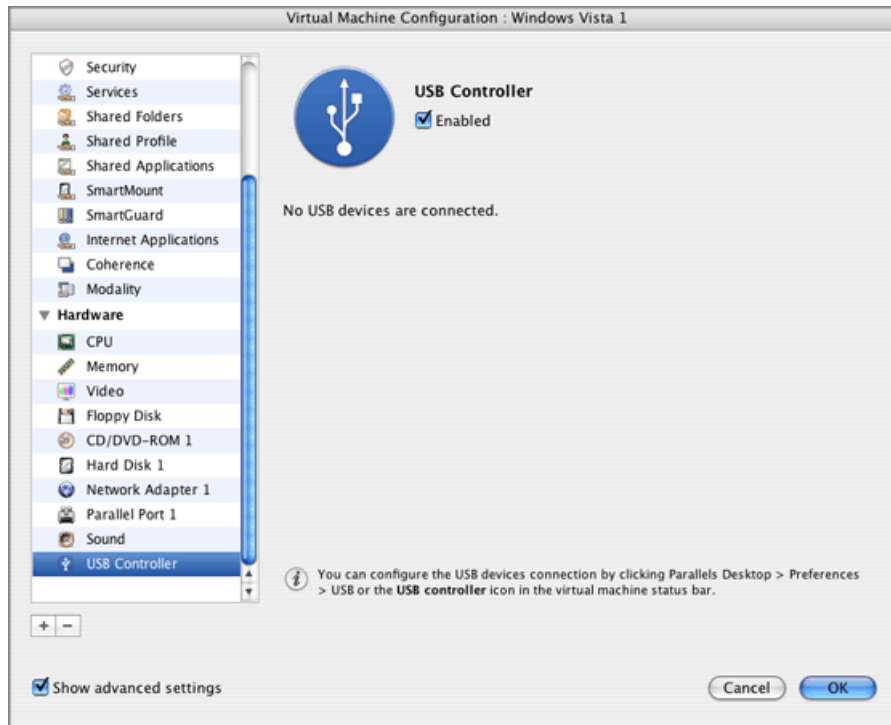 Virtual Machine Configuration : Windows Vista 1
Security
Services
Shared Folders
Shared Profile
Shared Applications
SmartMount
SmartGuard
Internet Applications
Coherence
Modality
Hardware
CPU
Memory
Video
Floppy Disk
CD/DVD-ROM 1
Hard Disk 1
Network Adapter 1
Parallel Port 1
Sound
USB Controller
USB Controller
Enabled
No USB devices are connected.
You can configure the USB devices connection by clicking Parallels Desktop > Preferences
> USB or the USB controller icon in the virtual machine status bar.
+ −
Show advanced settings
Cancel
OK